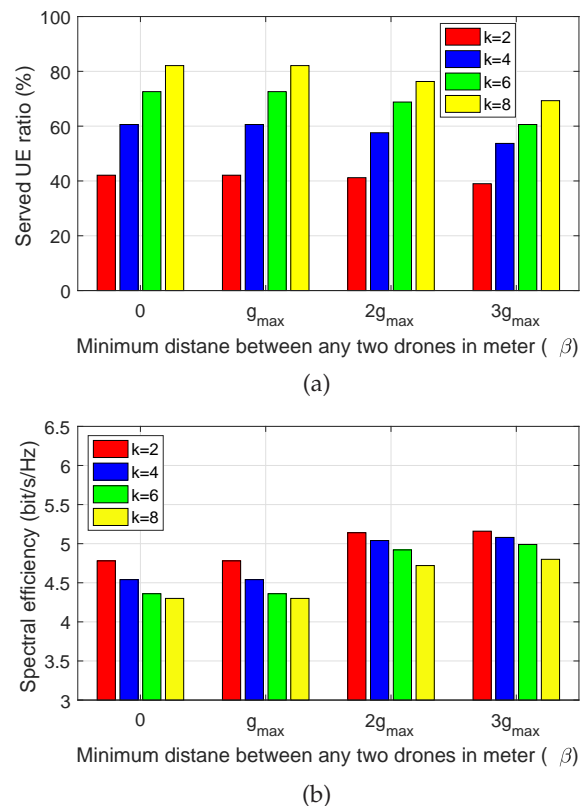 100
80
60
40
20
0
Served UE ratio (%)
k=2
k=4
k=6
k=8
0 g_max 2g_max 3g_max
Minimum distane between any two drones in meter ( β)
(a)
6.5
6
5.5
5
4.5
4
3.5
3
Spectral efficiency (bit/s/Hz)
k=2
k=4
k=6
k=8
0 g_max 2g_max 3g_max
Minimum distane between any two drones in meter ( β)
(b)